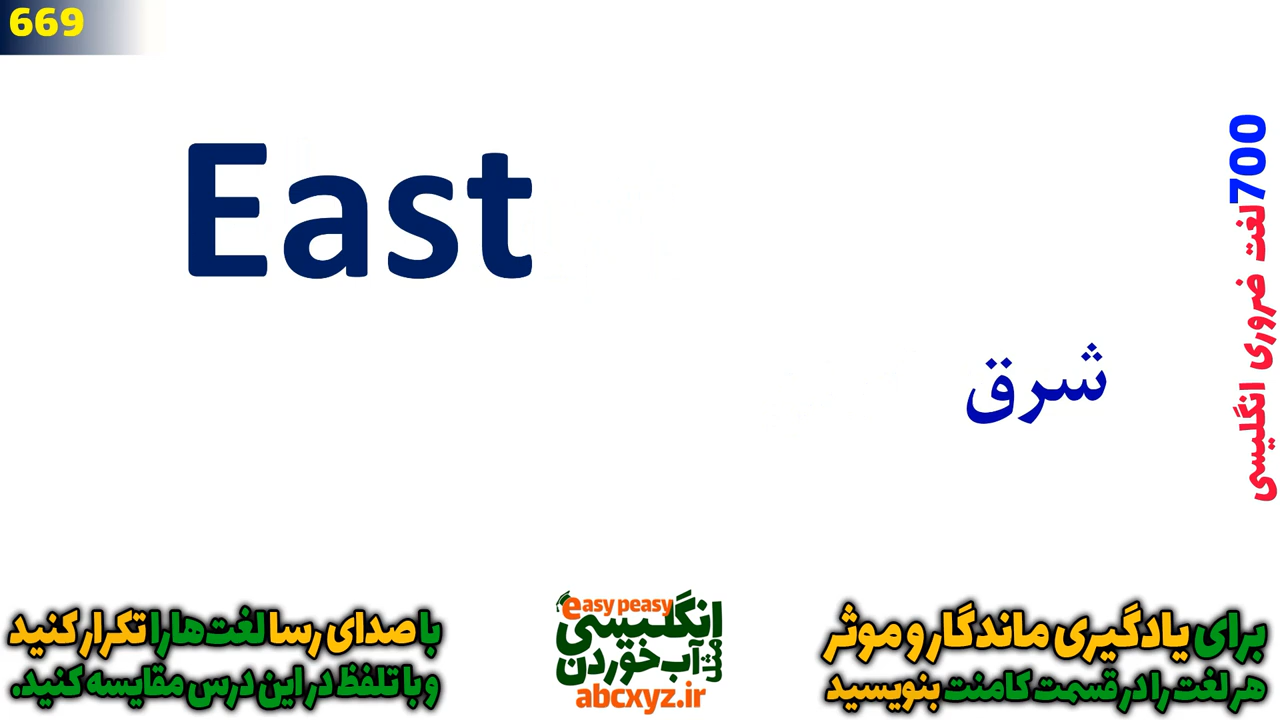 669
East
شرق
700 لغت ضروری انگلیسی
برای یادگیری ماندگار و موثر
هر لغت را در قسمت کامنت بنویسید
easy peasy
انگلیسی
مثل آب خوردن
abcxyz.ir
با صدای رسا لغت‌ها را تکرار کنید
و با تلفظ در این درس مقایسه کنید.